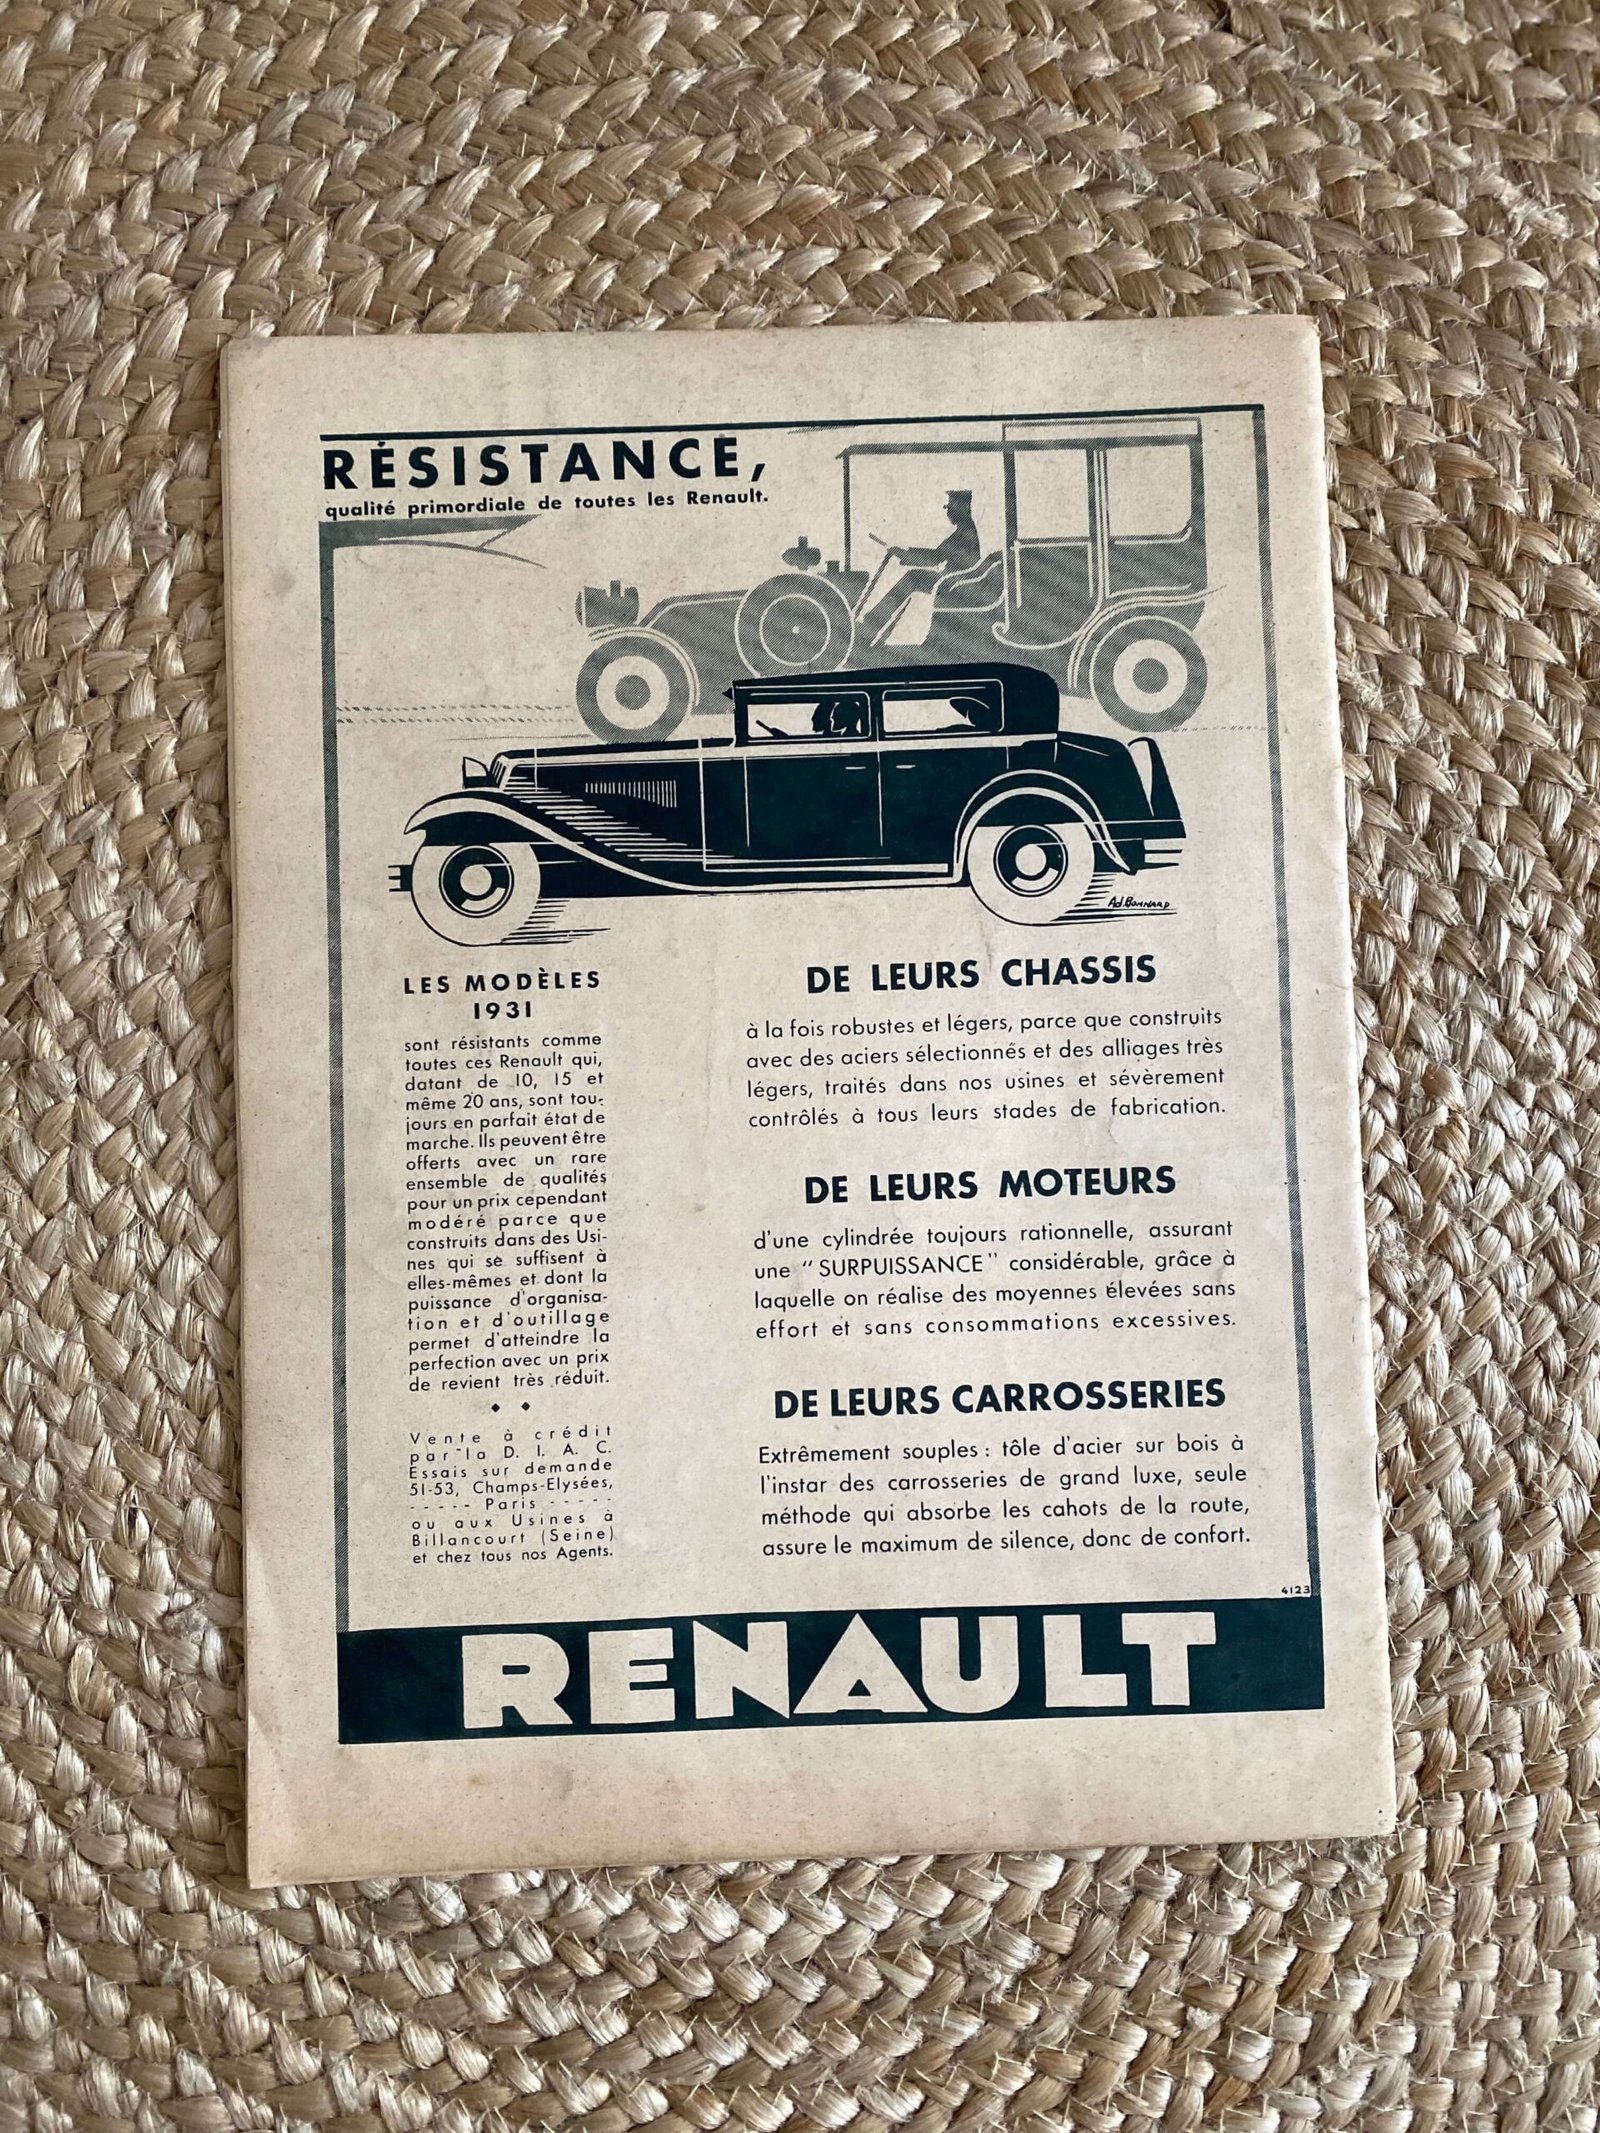 RÉSISTANCE,
qualité primordiale de toutes les Renault.
Ad. BONNARD
LES MODÈLES
1931
sont résistants comme
toutes ces Renault qui,
datant de 10, 15 et
même 20 ans, sont tou-
jours en parfait état de
marche. Ils peuvent être
offerts avec un rare
ensemble de qualités
pour un prix cependant
modéré parce que
construits dans des Usi-
nes qui se suffisent à
elles-mêmes et dont la
puissance d'organisa-
tion et d'outillage
permet d'atteindre la
perfection avec un prix
de revient très réduit.
Vente à crédit
par la D. I. A. C.
Essais sur demande
51-53, Champs-Elysées,
- - - - - Paris - - - - -
ou aux Usines à
Billancourt (Seine)
et chez tous nos Agents.
DE LEURS CHASSIS
à la fois robustes et légers, parce que construits
avec des aciers sélectionnés et des alliages très
légers, traités dans nos usines et sévèrement
contrôlés à tous leurs stades de fabrication.
DE LEURS MOTEURS
d'une cylindrée toujours rationnelle, assurant
une "SURPUISSANCE" considérable, grâce à
laquelle on réalise des moyennes élevées sans
effort et sans consommations excessives.
DE LEURS CARROSSERIES
Extrêmement souples : tôle d'acier sur bois à
l'instar des carrosseries de grand luxe, seule
méthode qui absorbe les cahots de la route,
assure le maximum de silence, donc de confort.
4123
RENAULT